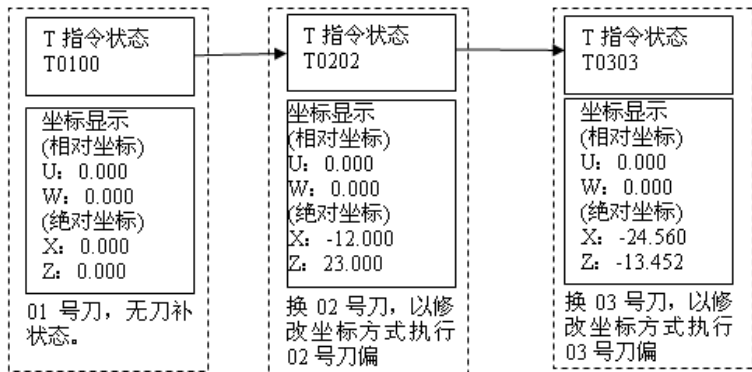 T 指令状态
T0100
坐标显示
(相对坐标)
U: 0.000
W: 0.000
(绝对坐标)
X: 0.000
Z: 0.000
01 号刀，无刀补
状态。
T 指令状态
T0202
坐标显示
(相对坐标)
U: 0.000
W: 0.000
(绝对坐标)
X: -12.000
Z: 23.000
换 02 号刀，以修
改坐标方式执行
02 号刀偏
T 指令状态
T0303
坐标显示
(相对坐标)
U: 0.000
W: 0.000
(绝对坐标)
X: -24.560
Z: -13.452
换 03 号刀，以修
改坐标方式执行
03 号刀偏